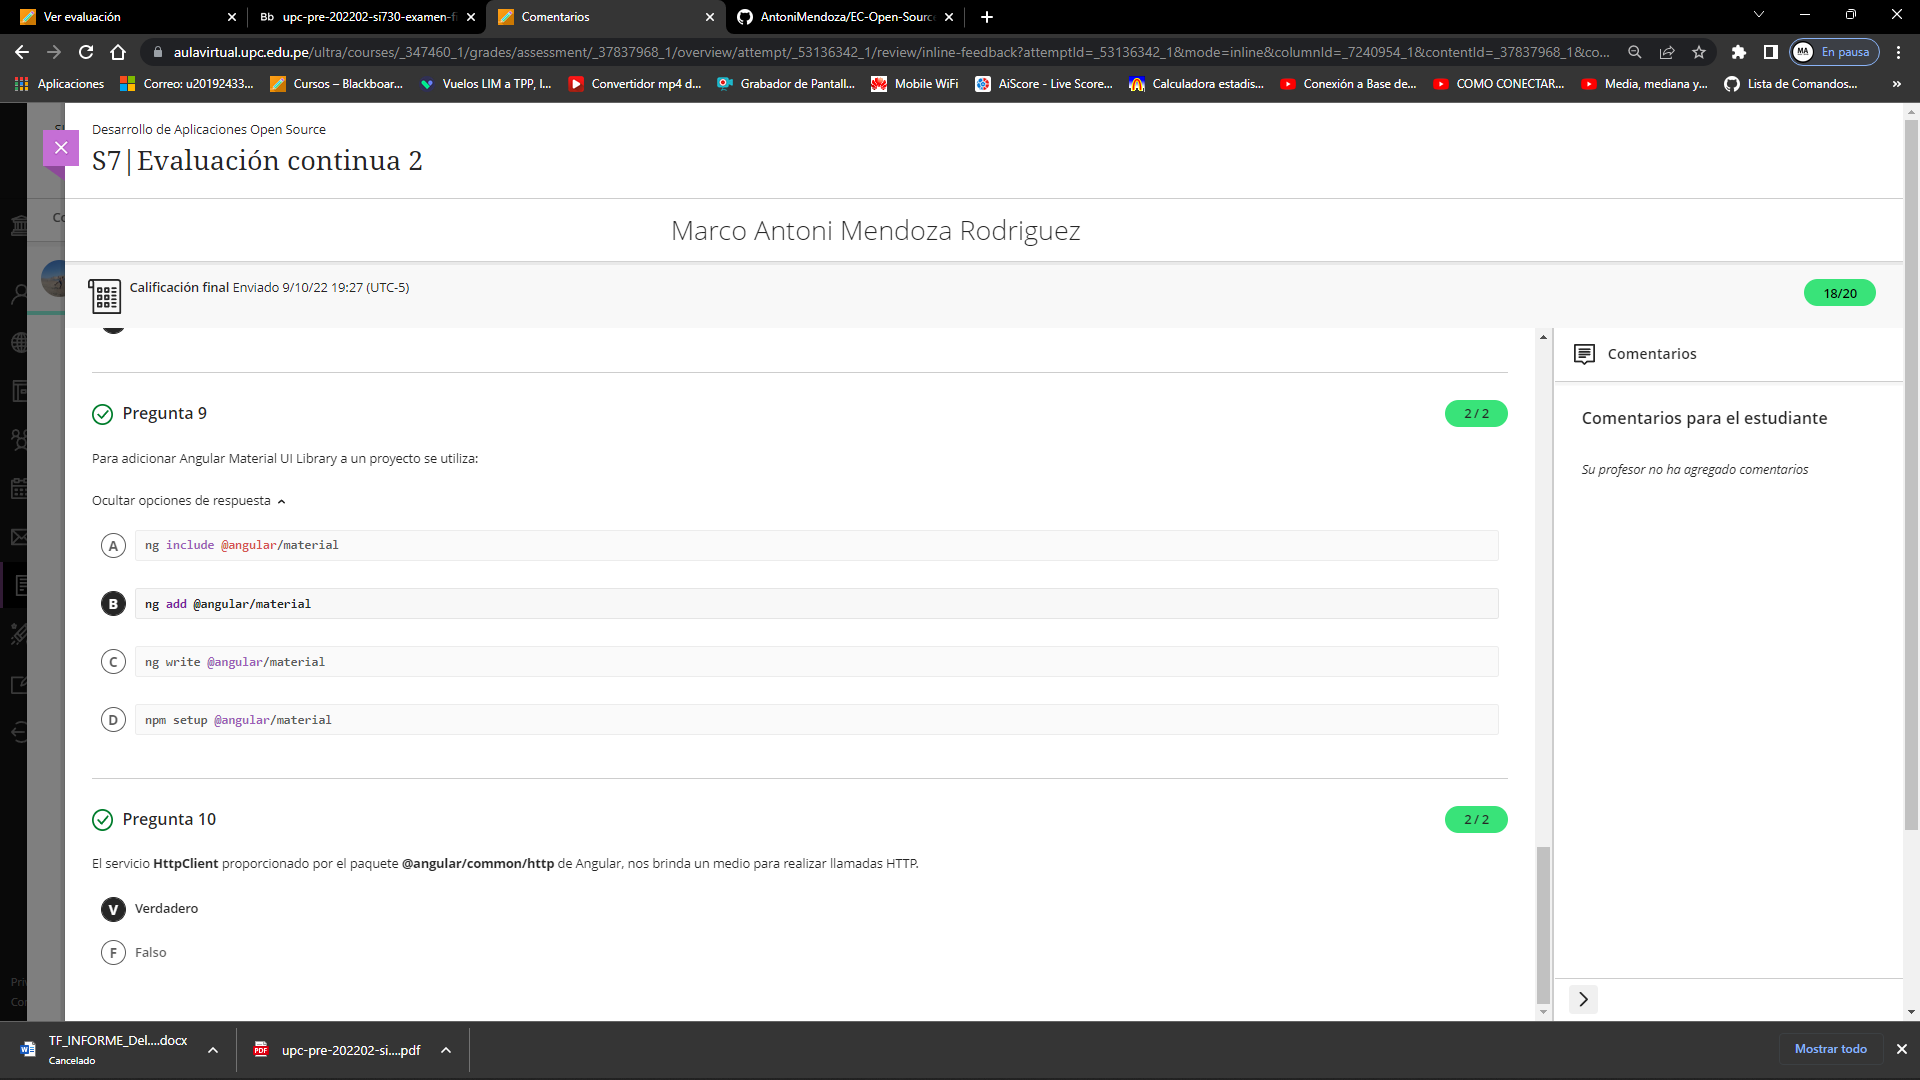 Ver evaluación
Bb upc-pre-202202-si730-examen-fi
Comentarios
AntoniMendoza/EC-Open-Source
aulavirtual.upc.edu.pe/ultra/courses/_347460_1/grades/assessment/_37837968_1/overview/attempt/_53136342_1/review/inline-feedback?attemptId=_53136342_1&mode=inline&columnId=_7240954_1&contentId=_37837968_1&co...
MA En pausa
Aplicaciones
Correo: u20192433...
Cursos – Blackboar...
Vuelos LIM a TPP, I...
Convertidor mp4 d...
Grabador de Pantall...
Mobile WiFi
AiScore - Live Score...
Calculadora estadis...
Conexión a Base de...
COMO CONECTAR...
Media, mediana y...
Lista de Comandos...
Desarrollo de Aplicaciones Open Source
S7|Evaluación continua 2
Marco Antoni Mendoza Rodriguez
Calificación final Enviado 9/10/22 19:27 (UTC-5)
18/20
Comentarios
Comentarios para el estudiante
Su profesor no ha agregado comentarios
Pregunta 9
2 / 2
Para adicionar Angular Material UI Library a un proyecto se utiliza:
Ocultar opciones de respuesta
A ng include @angular/material
B ng add @angular/material
C ng write @angular/material
D npm setup @angular/material
Pregunta 10
2 / 2
El servicio HttpClient proporcionado por el paquete @angular/common/http de Angular, nos brinda un medio para realizar llamadas HTTP.
V Verdadero
F Falso
TF_INFORME_Del....docx
Cancelado
PDF
upc-pre-202202-si....pdf
Mostrar todo